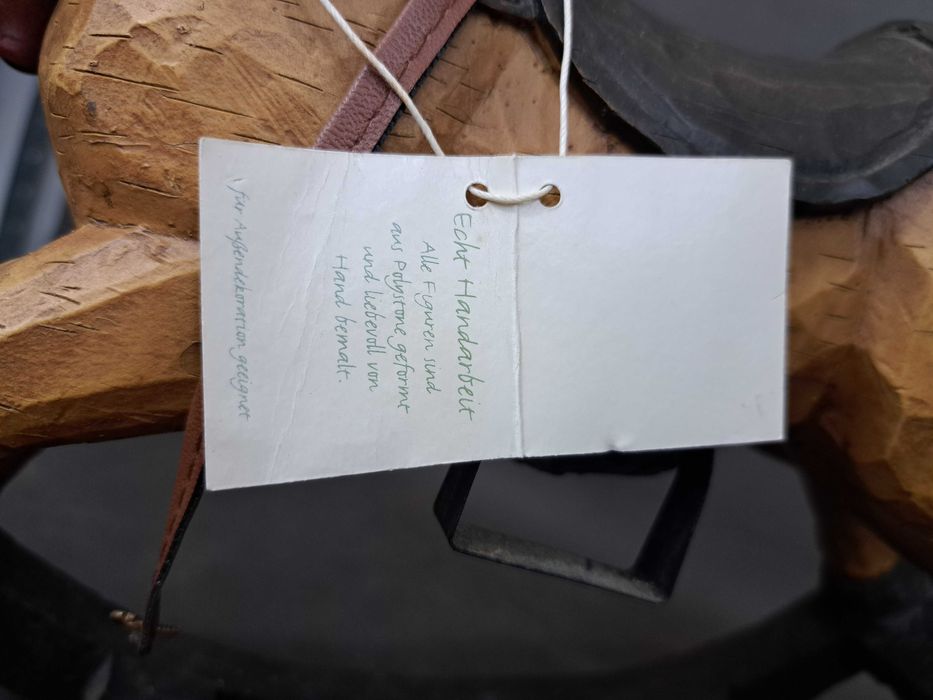 Echt Handarbeit
Alle Figuren sind
aus Polystone geformt
und liebevoll von
Hand bemalt.
√ für Außendekoration geeignet